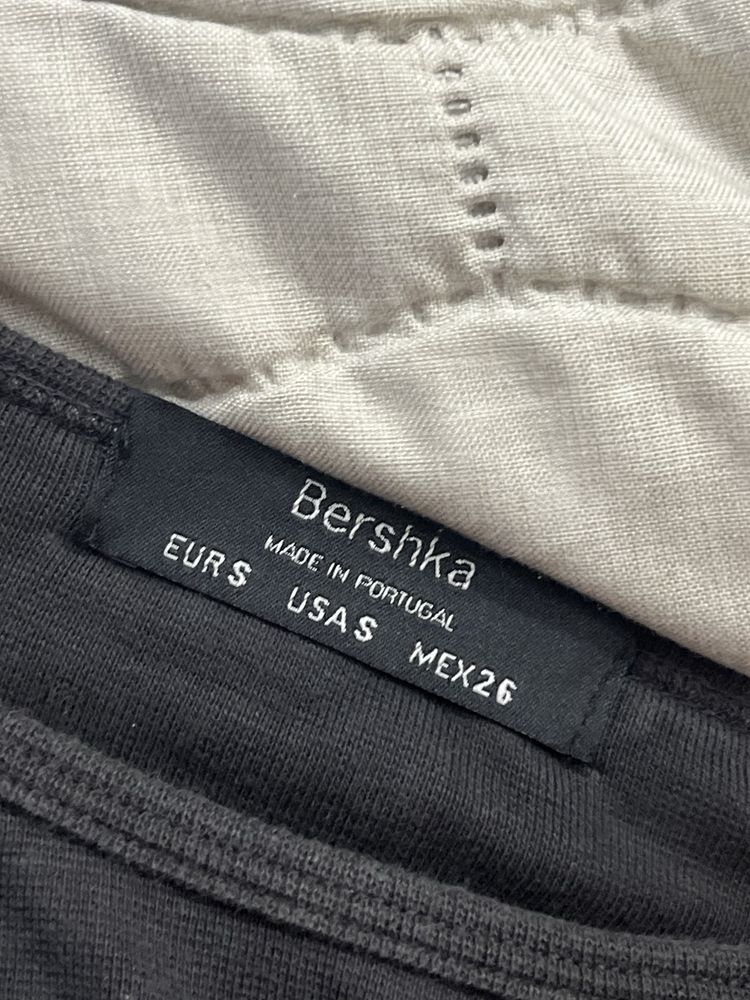 Bershka
MADE IN PORTUGAL
EUR S USA S MEX 26